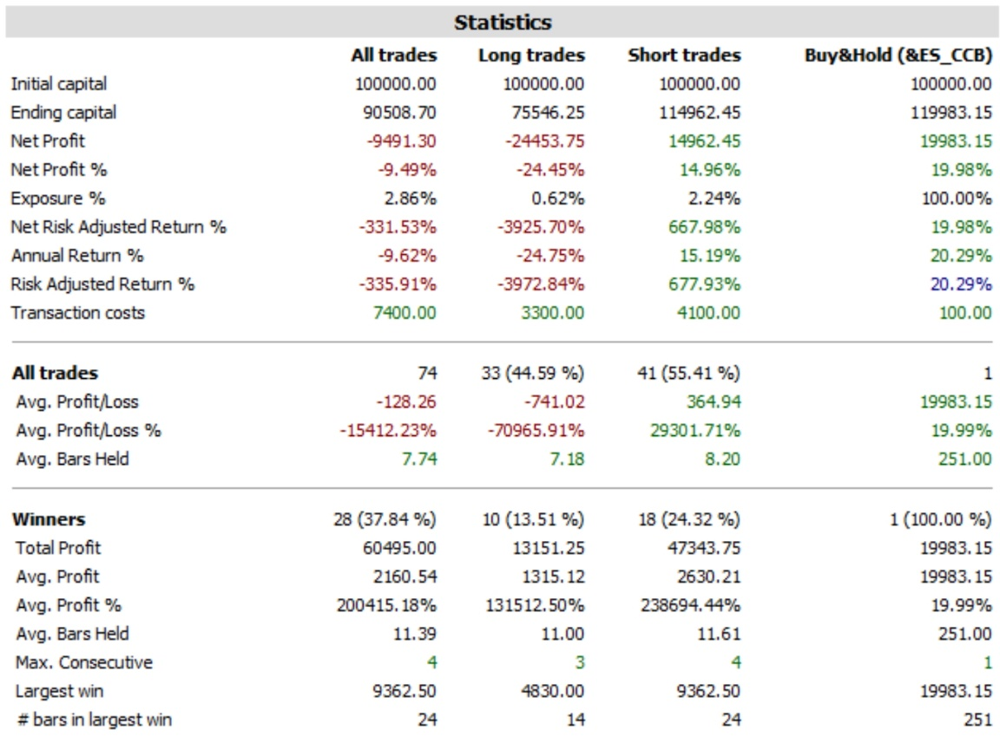 Statistics
All trades Long trades Short trades Buy&Hold (&ES_CCB)
Initial capital 100000.00 100000.00 100000.00 100000.00
Ending capital 90508.70 75546.25 114962.45 119983.15
Net Profit -9491.30 -24453.75 14962.45 19983.15
Net Profit % -9.49% -24.45% 14.96% 19.98%
Exposure % 2.86% 0.62% 2.24% 100.00%
Net Risk Adjusted Return % -331.53% -3925.70% 667.98% 19.98%
Annual Return % -9.62% -24.75% 15.19% 20.29%
Risk Adjusted Return % -335.91% -3972.84% 677.93% 20.29%
Transaction costs 7400.00 3300.00 4100.00 100.00
All trades 74 33 (44.59 %) 41 (55.41 %) 1
Avg. Profit/Loss -128.26 -741.02 364.94 19983.15
Avg. Profit/Loss % -15412.23% -70965.91% 29301.71% 19.99%
Avg. Bars Held 7.74 7.18 8.20 251.00
Winners 28 (37.84 %) 10 (13.51 %) 18 (24.32 %) 1 (100.00 %)
Total Profit 60495.00 13151.25 47343.75 19983.15
Avg. Profit 2160.54 1315.12 2630.21 19983.15
Avg. Profit % 200415.18% 131512.50% 238694.44% 19.99%
Avg. Bars Held 11.39 11.00 11.61 251.00
Max. Consecutive 4 3 4 1
Largest win 9362.50 4830.00 9362.50 19983.15
# bars in largest win 24 14 24 251